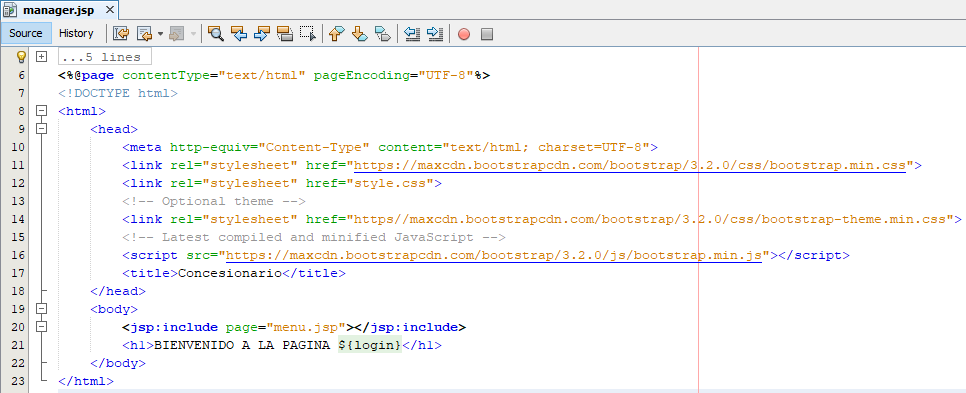 manager.jsp
Source History
...5 lines
6 <%@page contentType="text/html" pageEncoding="UTF-8"%>
7 <!DOCTYPE html>
8 <html>
9 <head>
10 <meta http-equiv="Content-Type" content="text/html; charset=UTF-8">
11 <link rel="stylesheet" href="https://maxcdn.bootstrapcdn.com/bootstrap/3.2.0/css/bootstrap.min.css">
12 <link rel="stylesheet" href="style.css">
13 <!-- Optional theme -->
14 <link rel="stylesheet" href="https//maxcdn.bootstrapcdn.com/bootstrap/3.2.0/css/bootstrap-theme.min.css">
15 <!-- Latest compiled and minified JavaScript -->
16 <script src="https://maxcdn.bootstrapcdn.com/bootstrap/3.2.0/js/bootstrap.min.js"></script>
17 <title>Concesionario</title>
18 </head>
19 <body>
20 <jsp:include page="menu.jsp"></jsp:include>
21 <h1>BIENVENIDO A LA PAGINA ${login}</h1>
22 </body>
23 </html>